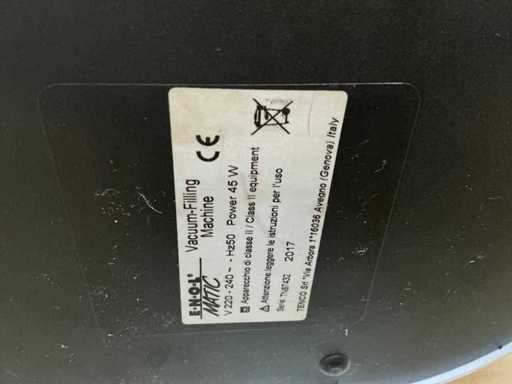 E·N·O·L®
MATIC
Vacuum-Filling
Machine
V 220 - 240 ~ - Hz50 Power 45 W
Apparecchio di classe II / Class II equipment
Attenzione leggere le istruzioni per l'uso
2017
TENCO Srl "Via Arbora 1"16036 Avegno (Genova) Italy
CE